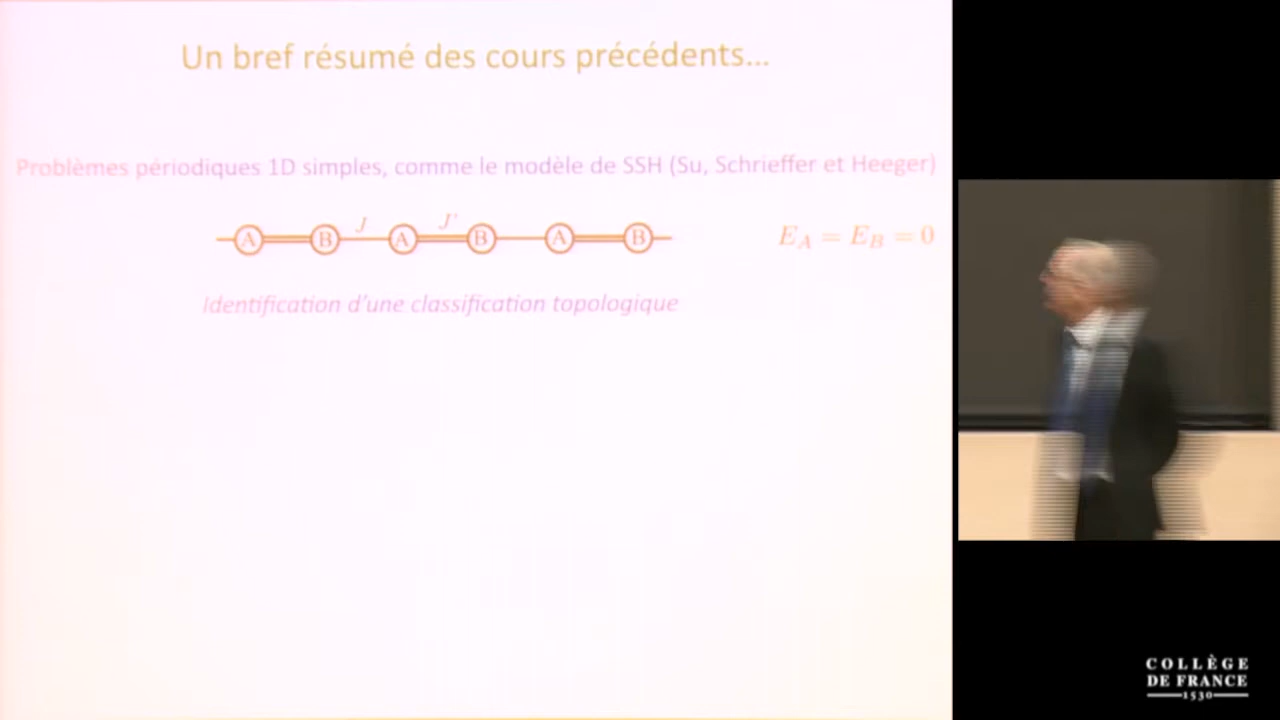 Un bref résumé des cours précédents...
Problèmes périodiques 1D simples, comme le modèle de SSH (Su, Schrieffer et Heeger)
J J'
A B A B A B
E_A = E_B = 0
Identification d'une classification topologique
COLLÈGE
DE FRANCE
1530